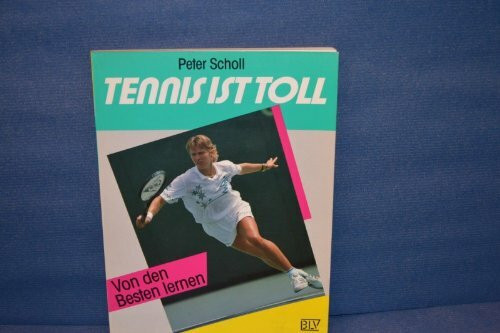 Peter Scholl
TENNIS IST TOLL
Von den
Besten lernen
BLV